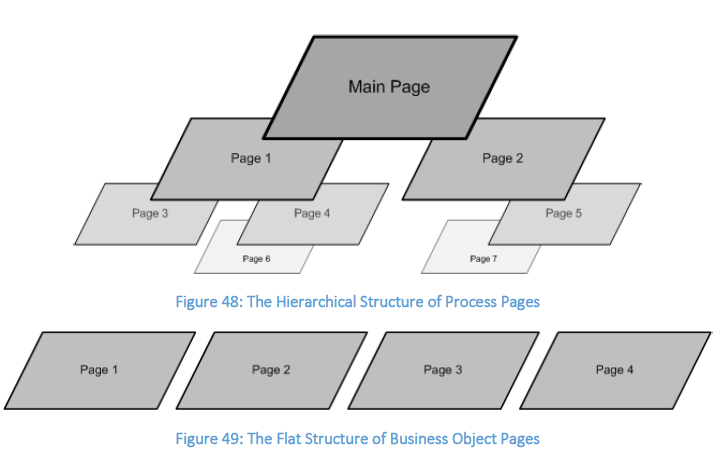 Main Page
Page 1
Page 2
Page 3
Page 4
Page 5
Page 6
Page 7
Figure 48: The Hierarchical Structure of Process Pages
Page 1
Page 2
Page 3
Page 4
Figure 49: The Flat Structure of Business Object Pages